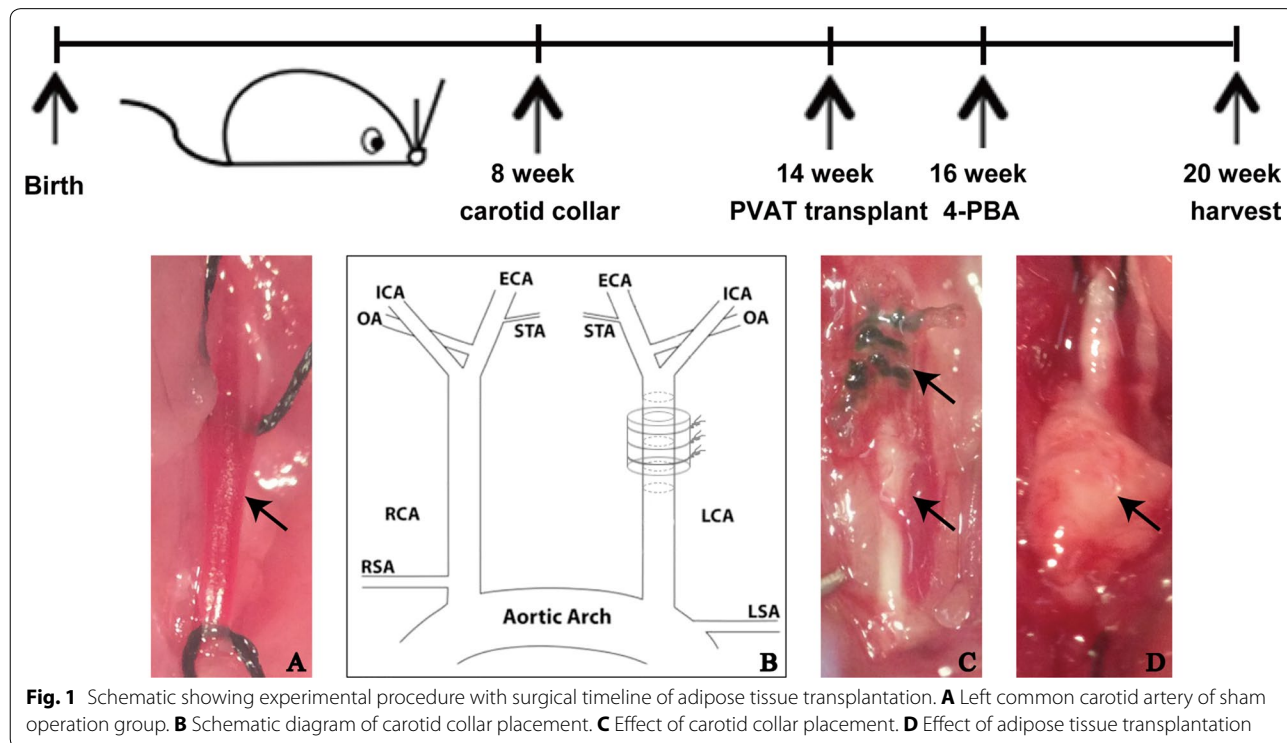 Birth
8 week
carotid collar
14 week
PVAT transplant
16 week
4-PBA
20 week
harvest
A
ICA
ECA
OA
STA
ECA
ICA
STA
OA
RCA
LCA
RSA
LSA
Aortic Arch
B
C
D
Fig. 1 Schematic showing experimental procedure with surgical timeline of adipose tissue transplantation. A Left common carotid artery of sham
operation group. B Schematic diagram of carotid collar placement. C Effect of carotid collar placement. D Effect of adipose tissue transplantation